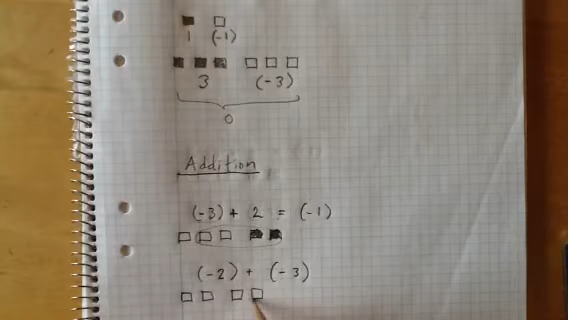 1 (-1)
3 (-3)
0
Addition
(-3) + 2 = (-1)
(-2) + (-3)